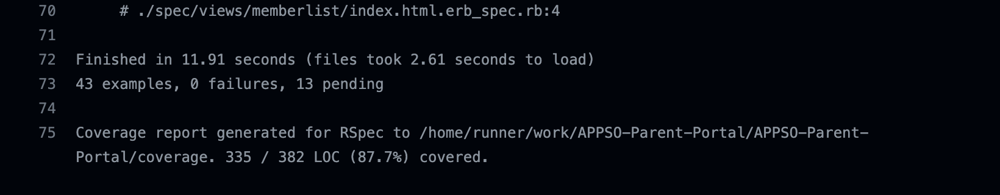 70 # ./spec/views/memberlist/index.html.erb_spec.rb:4
71
72 Finished in 11.91 seconds (files took 2.61 seconds to load)
73 43 examples, 0 failures, 13 pending
74
75 Coverage report generated for RSpec to /home/runner/work/APPSO-Parent-Portal/APPSO-Parent-
Portal/coverage. 335 / 382 LOC (87.7%) covered.